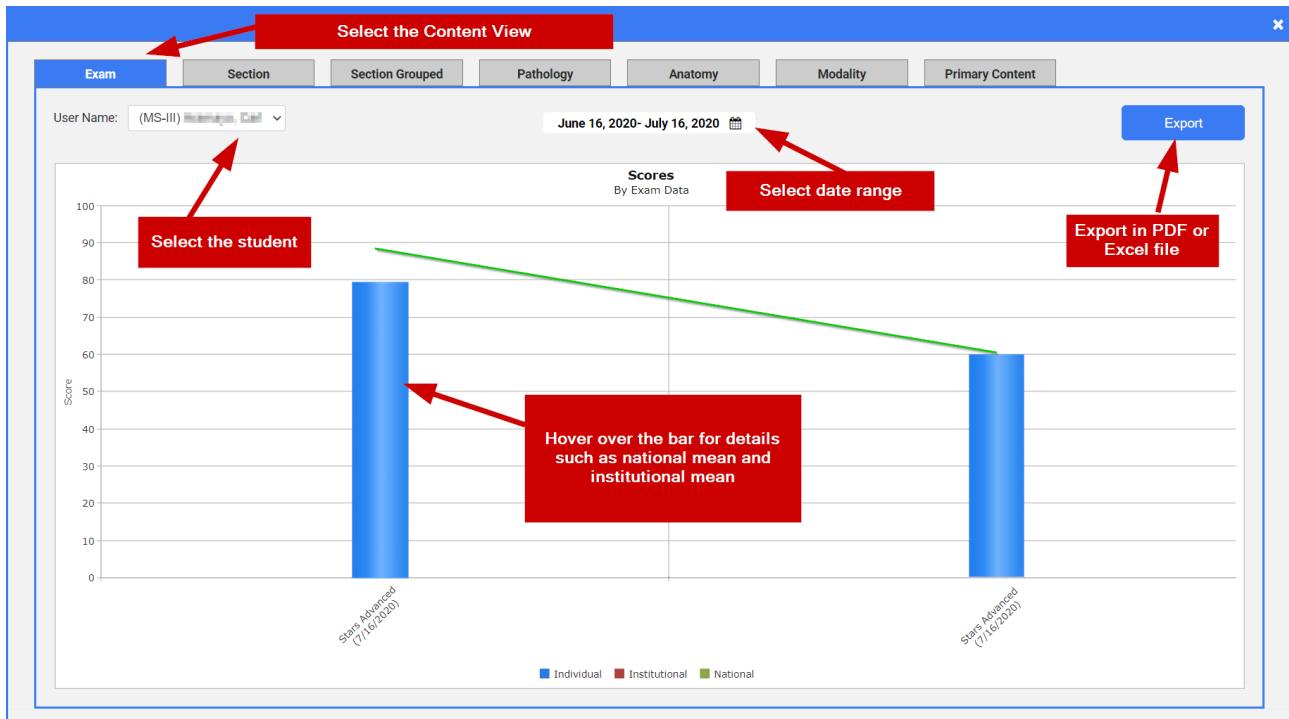 Select the Content View
×
Exam Section Section Grouped Pathology Anatomy Modality Primary Content
User Name: (MS-III)
June 16, 2020- July 16, 2020
Export
Scores
By Exam Data
Select date range
Select the student
Export in PDF or
Excel file
100
90
80
70
60
50
40
30
20
10
0
Score
Hover over the bar for details
such as national mean and
institutional mean
Stars Advanced
(7/16/2020)
Stars Advanced
(7/16/2020)
Individual Institutional National